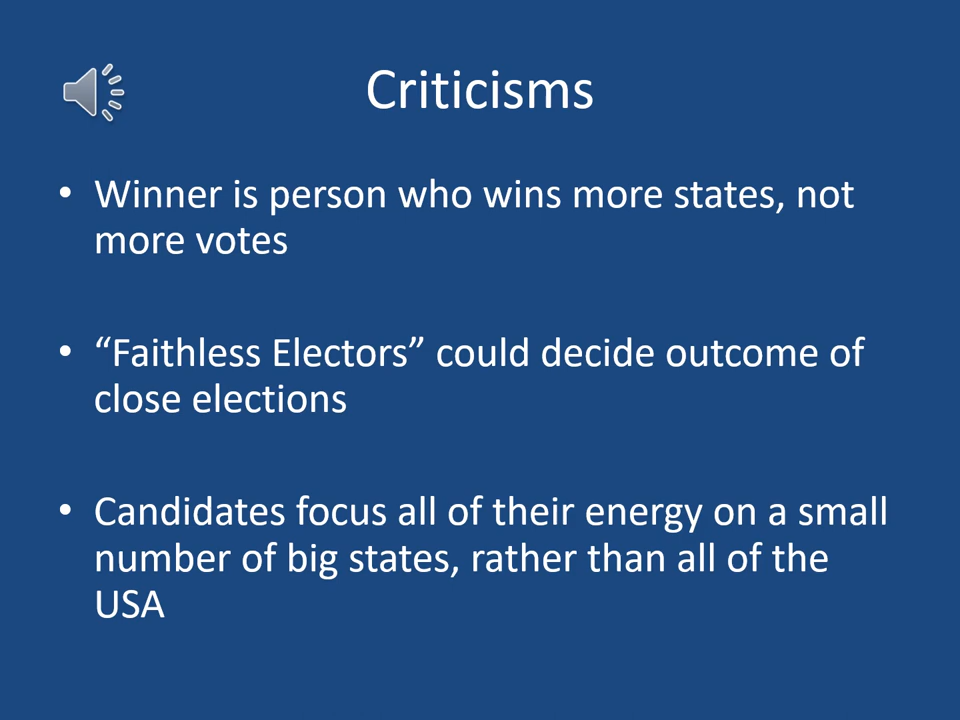 Criticisms
• Winner is person who wins more states, not
more votes
• “Faithless Electors” could decide outcome of
close elections
• Candidates focus all of their energy on a small
number of big states, rather than all of the
USA